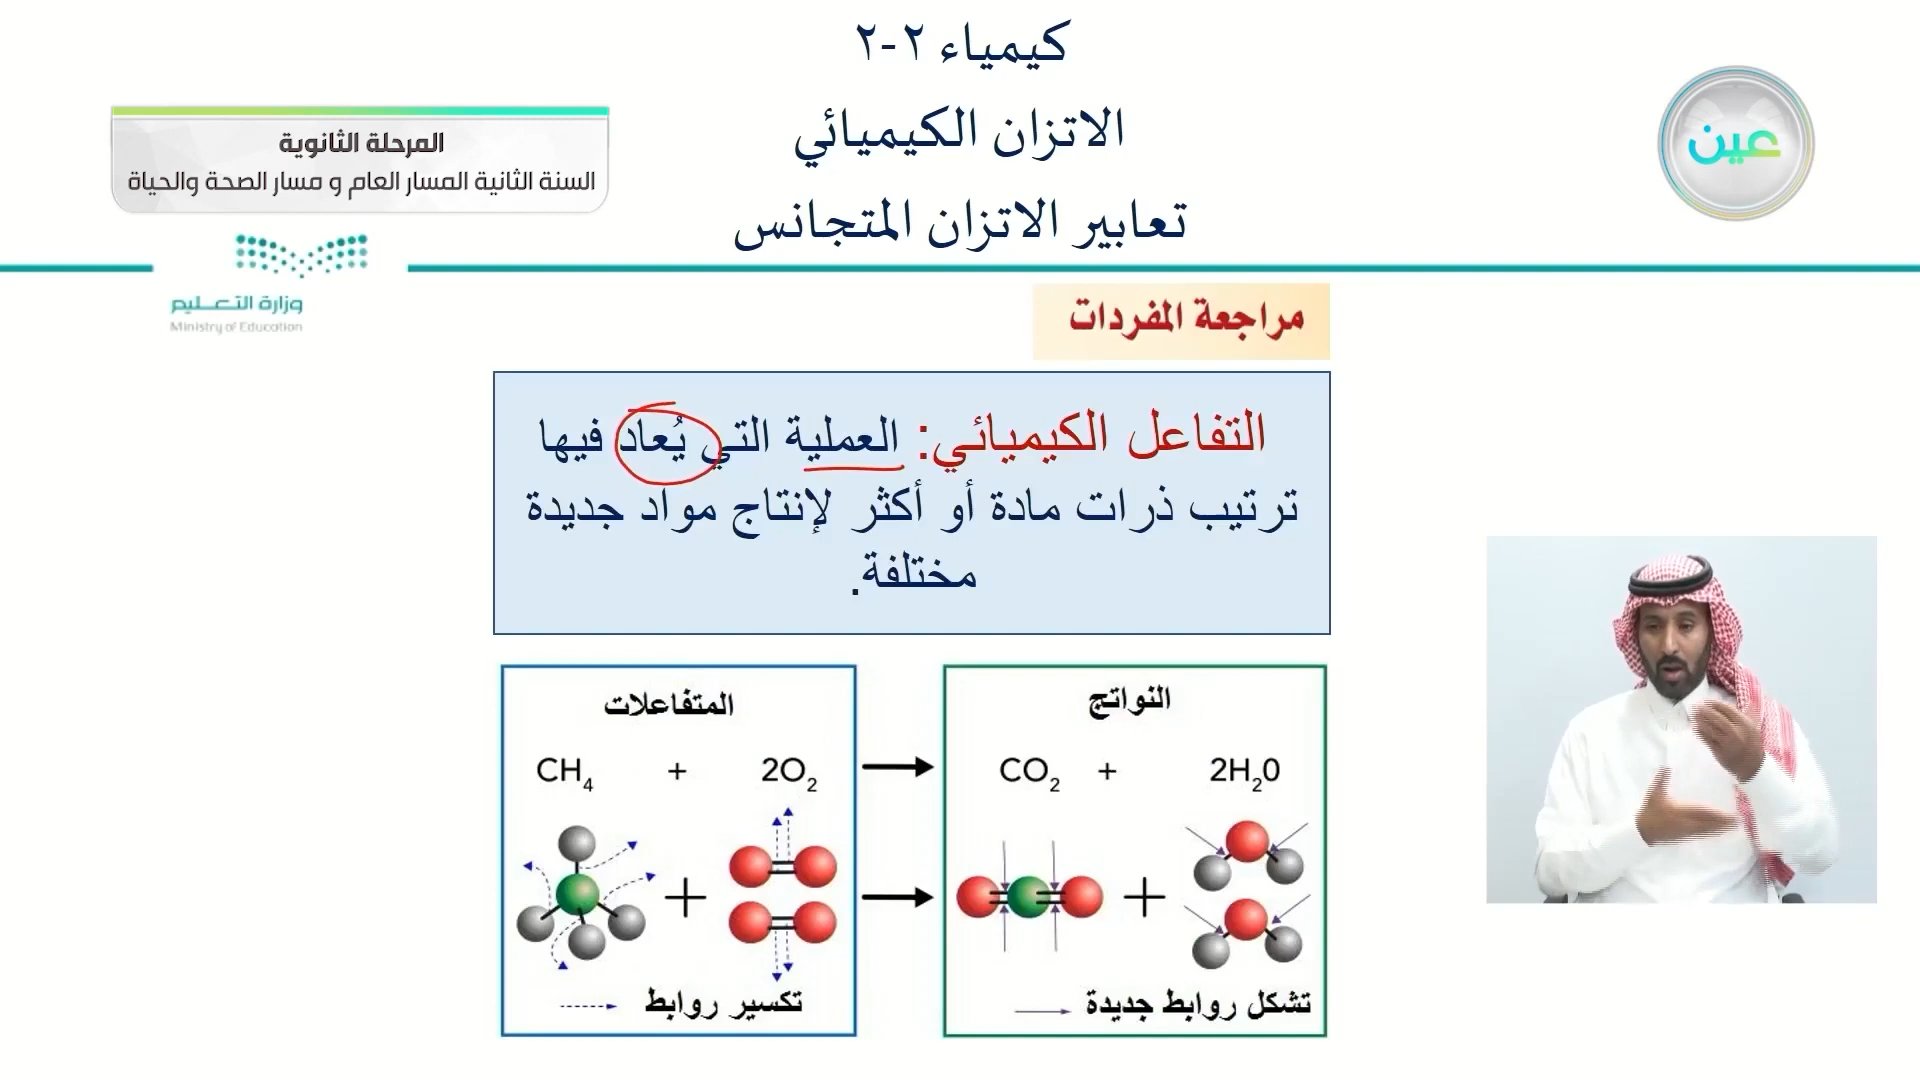 كيمياء ٢-٢
الاتزان الكيميائي
تعابير الاتزان المتجانس
عين
المرحلة الثانوية
السنة الثانية المسار العام و مسار الصحة والحياة
وزارة التعليم
Ministry of Education
مراجعة المفردات
التفاعل الكيميائي: العملية التي يُعاد فيها
ترتيب ذرات مادة أو أكثر لإنتاج مواد جديدة
مختلفة.
المتفاعلات
CH4 + 2O2
تكسير روابط
النواتج
CO2 + 2H20
تشكل روابط جديدة